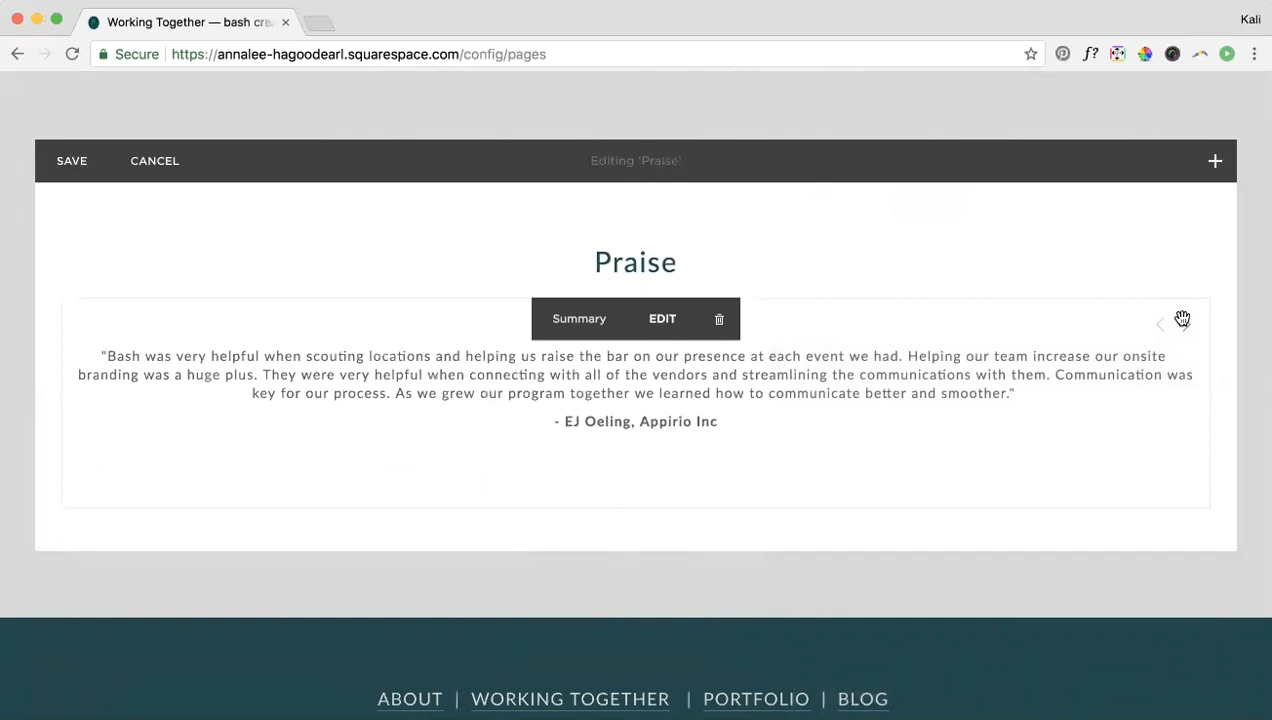 Working Together — bash cre
Kali
Secure
https://annalee-hagoodearl.squarespace.com/config/pages
f?
SAVE
CANCEL
Editing 'Praise'
Praise
Summary
EDIT
"Bash was very helpful when scouting locations and helping us raise the bar on our presence at each event we had. Helping our team increase our onsite
branding was a huge plus. They were very helpful when connecting with all of the vendors and streamlining the communications with them. Communication was
key for our process. As we grew our program together we learned how to communicate better and smoother."
- EJ Oeling, Appirio Inc
ABOUT | WORKING TOGETHER | PORTFOLIO | BLOG